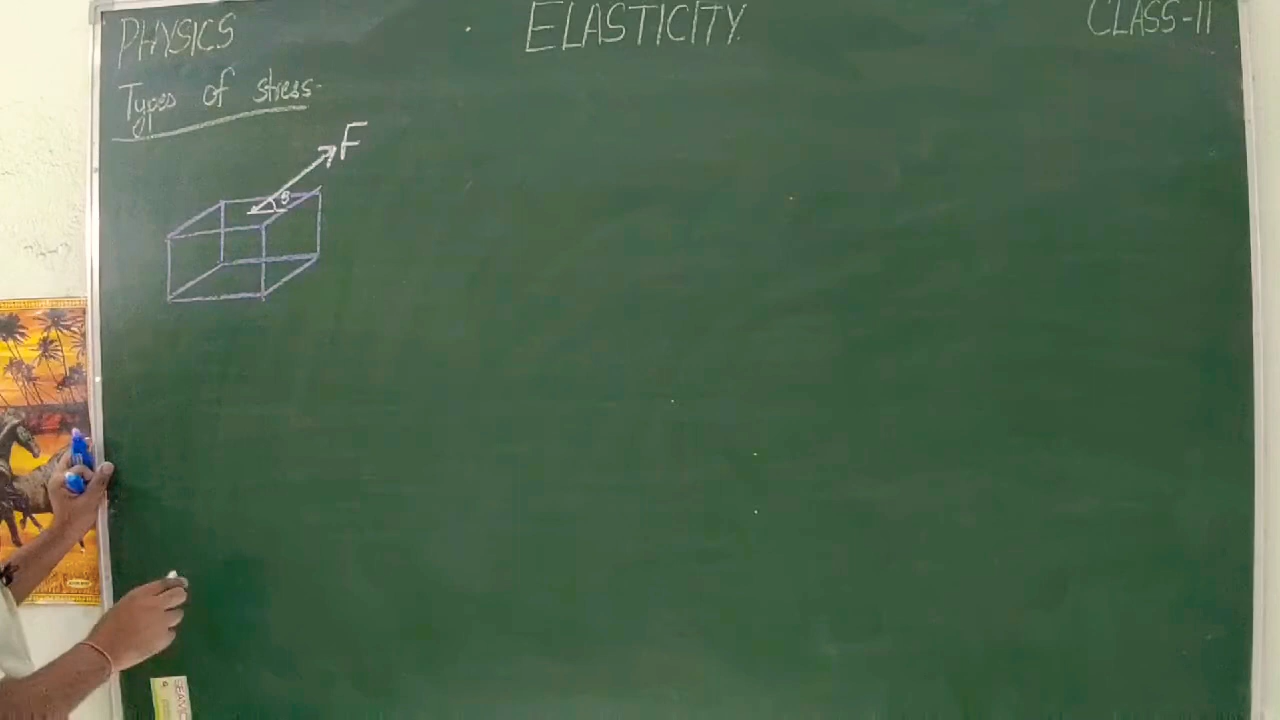 PHYSICS
ELASTICITY
CLASS-11
Types of stress-
F
θ